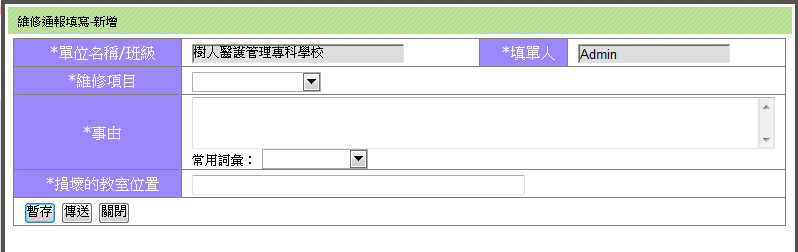 維修通報填寫-新增
*單位名稱/班級 樹人醫護管理專科學校 *填單人 Admin
*維修項目
*事由
常用詞彙：
*損壞的教室位置
暫存 傳送 關閉